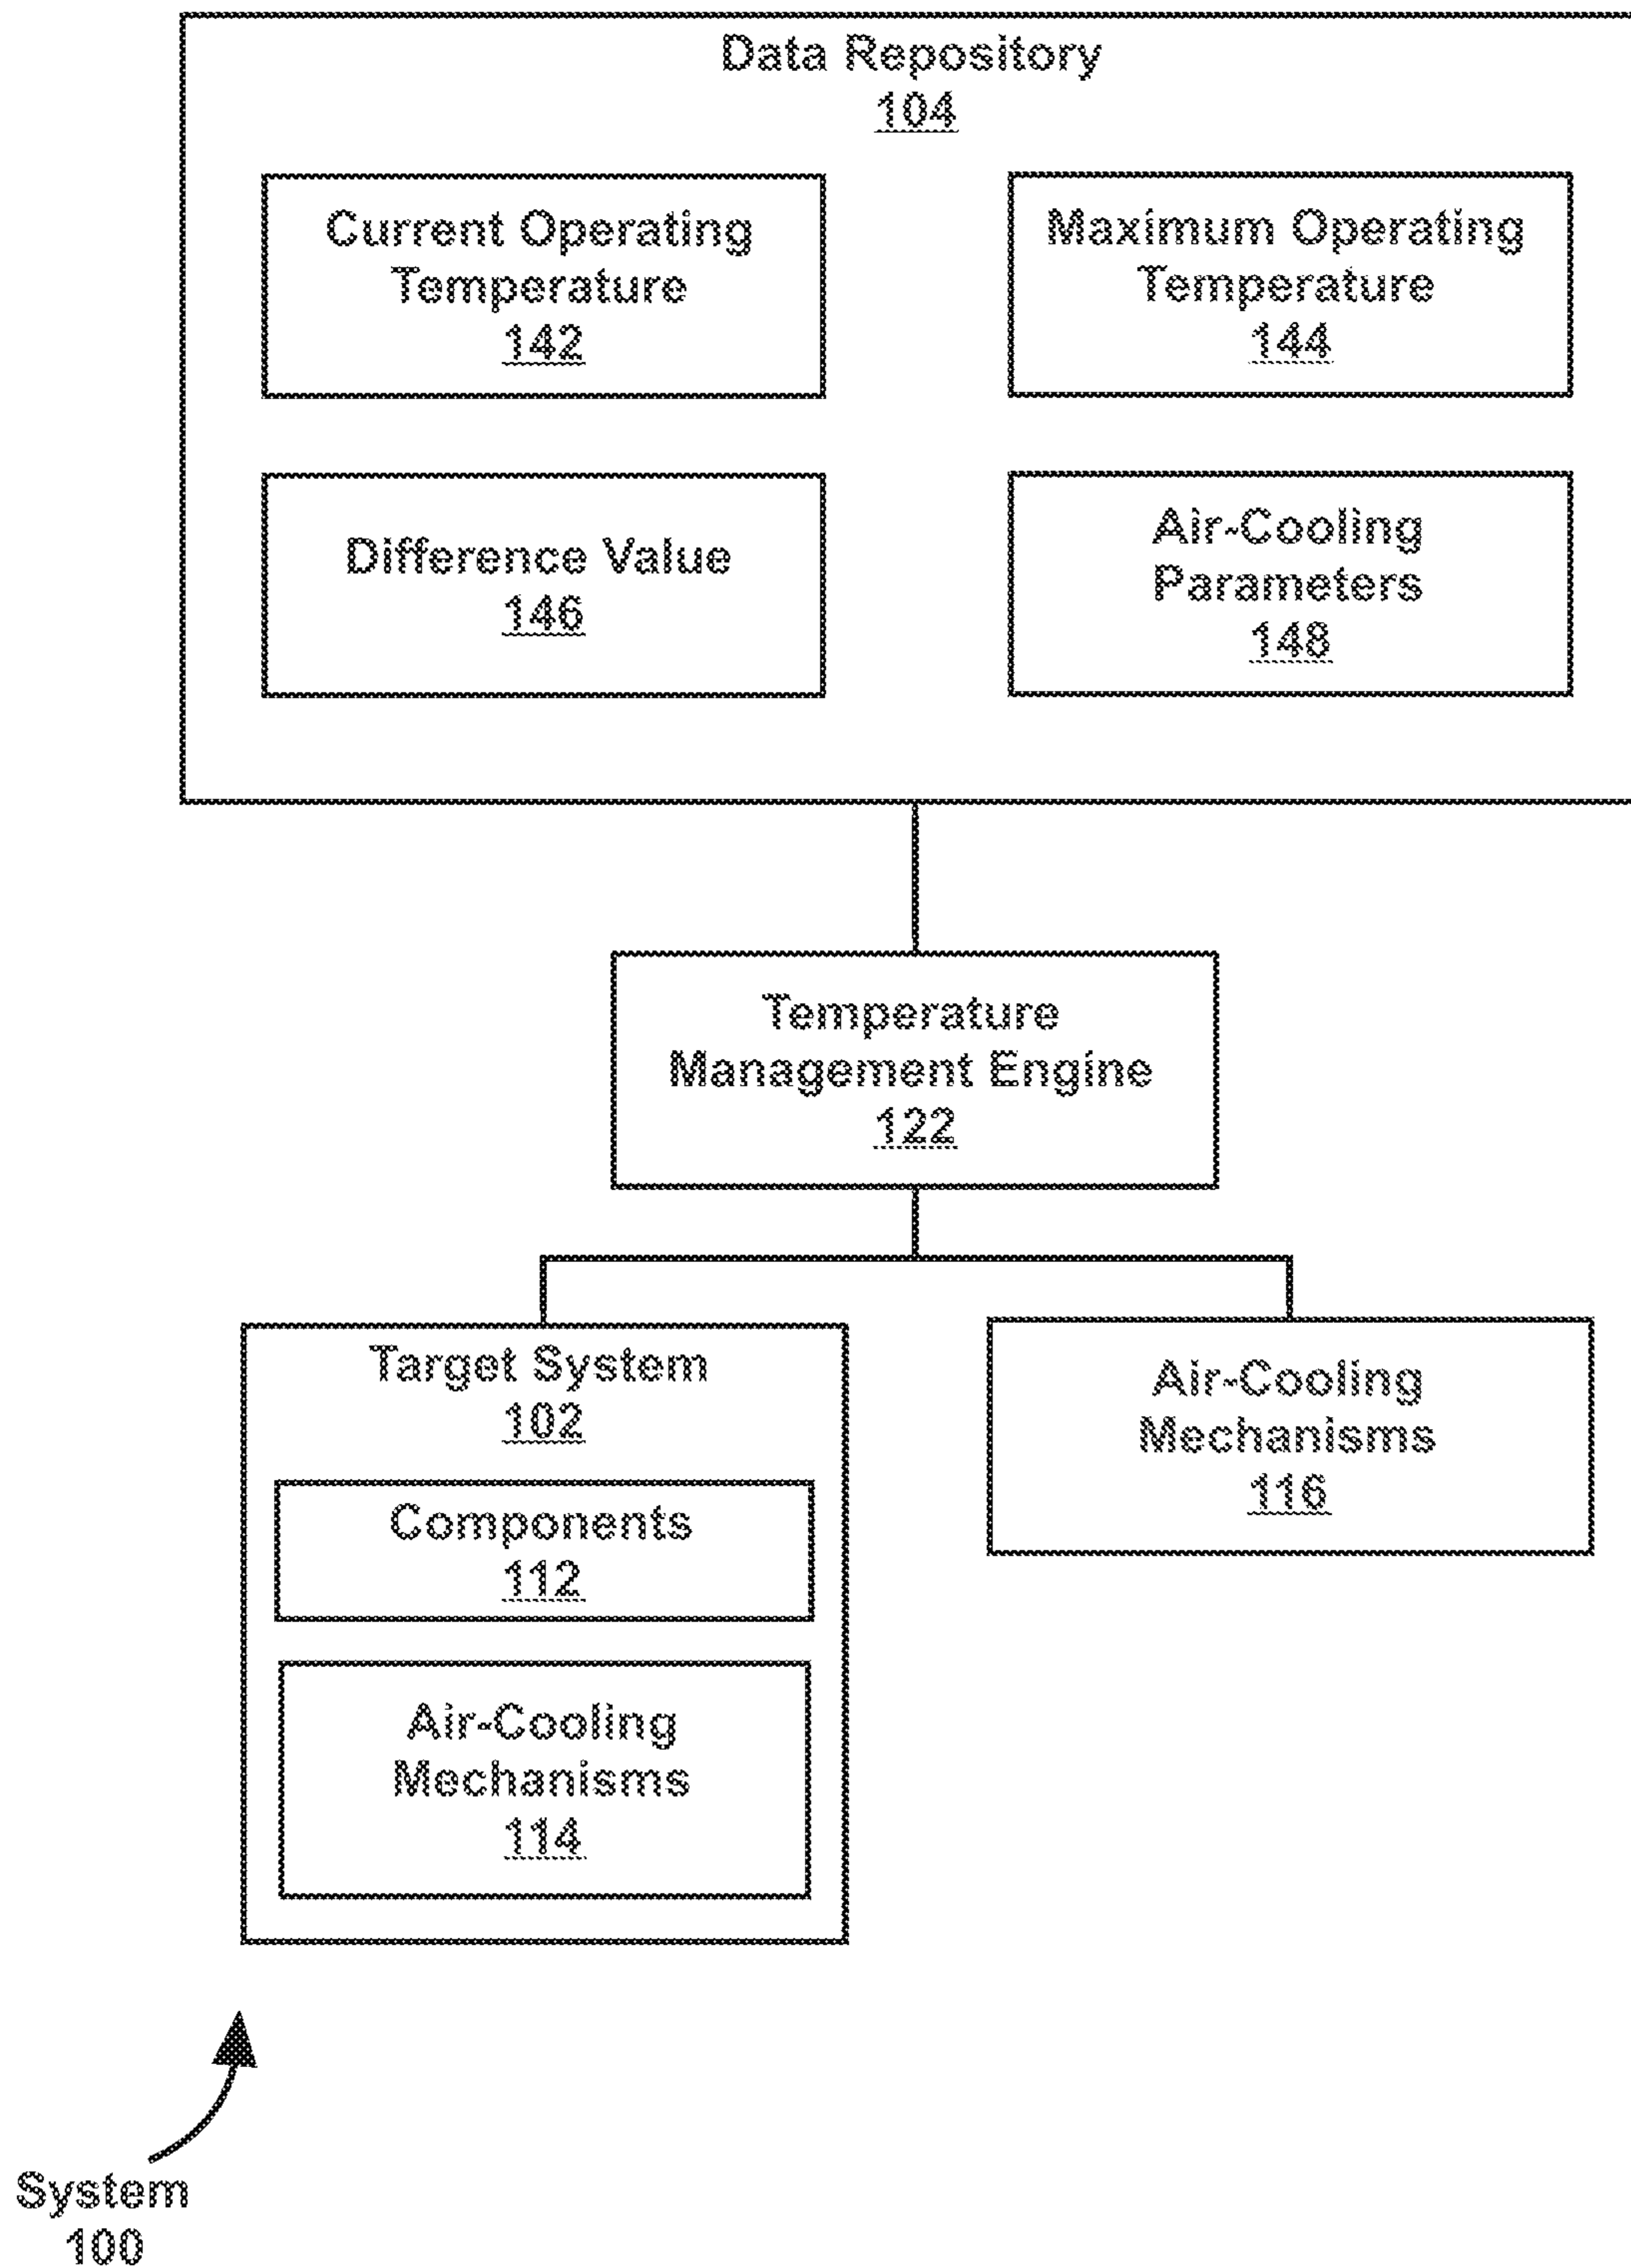 Data Repository
104
Current Operating
Temperature
142
Maximum Operating
Temperature
144
Difference Value
146
Air-Cooling
Parameters
148
Temperature
Management Engine
122
Target System
102
Components
112
Air-Cooling
Mechanisms
114
Air-Cooling
Mechanisms
116
System
100